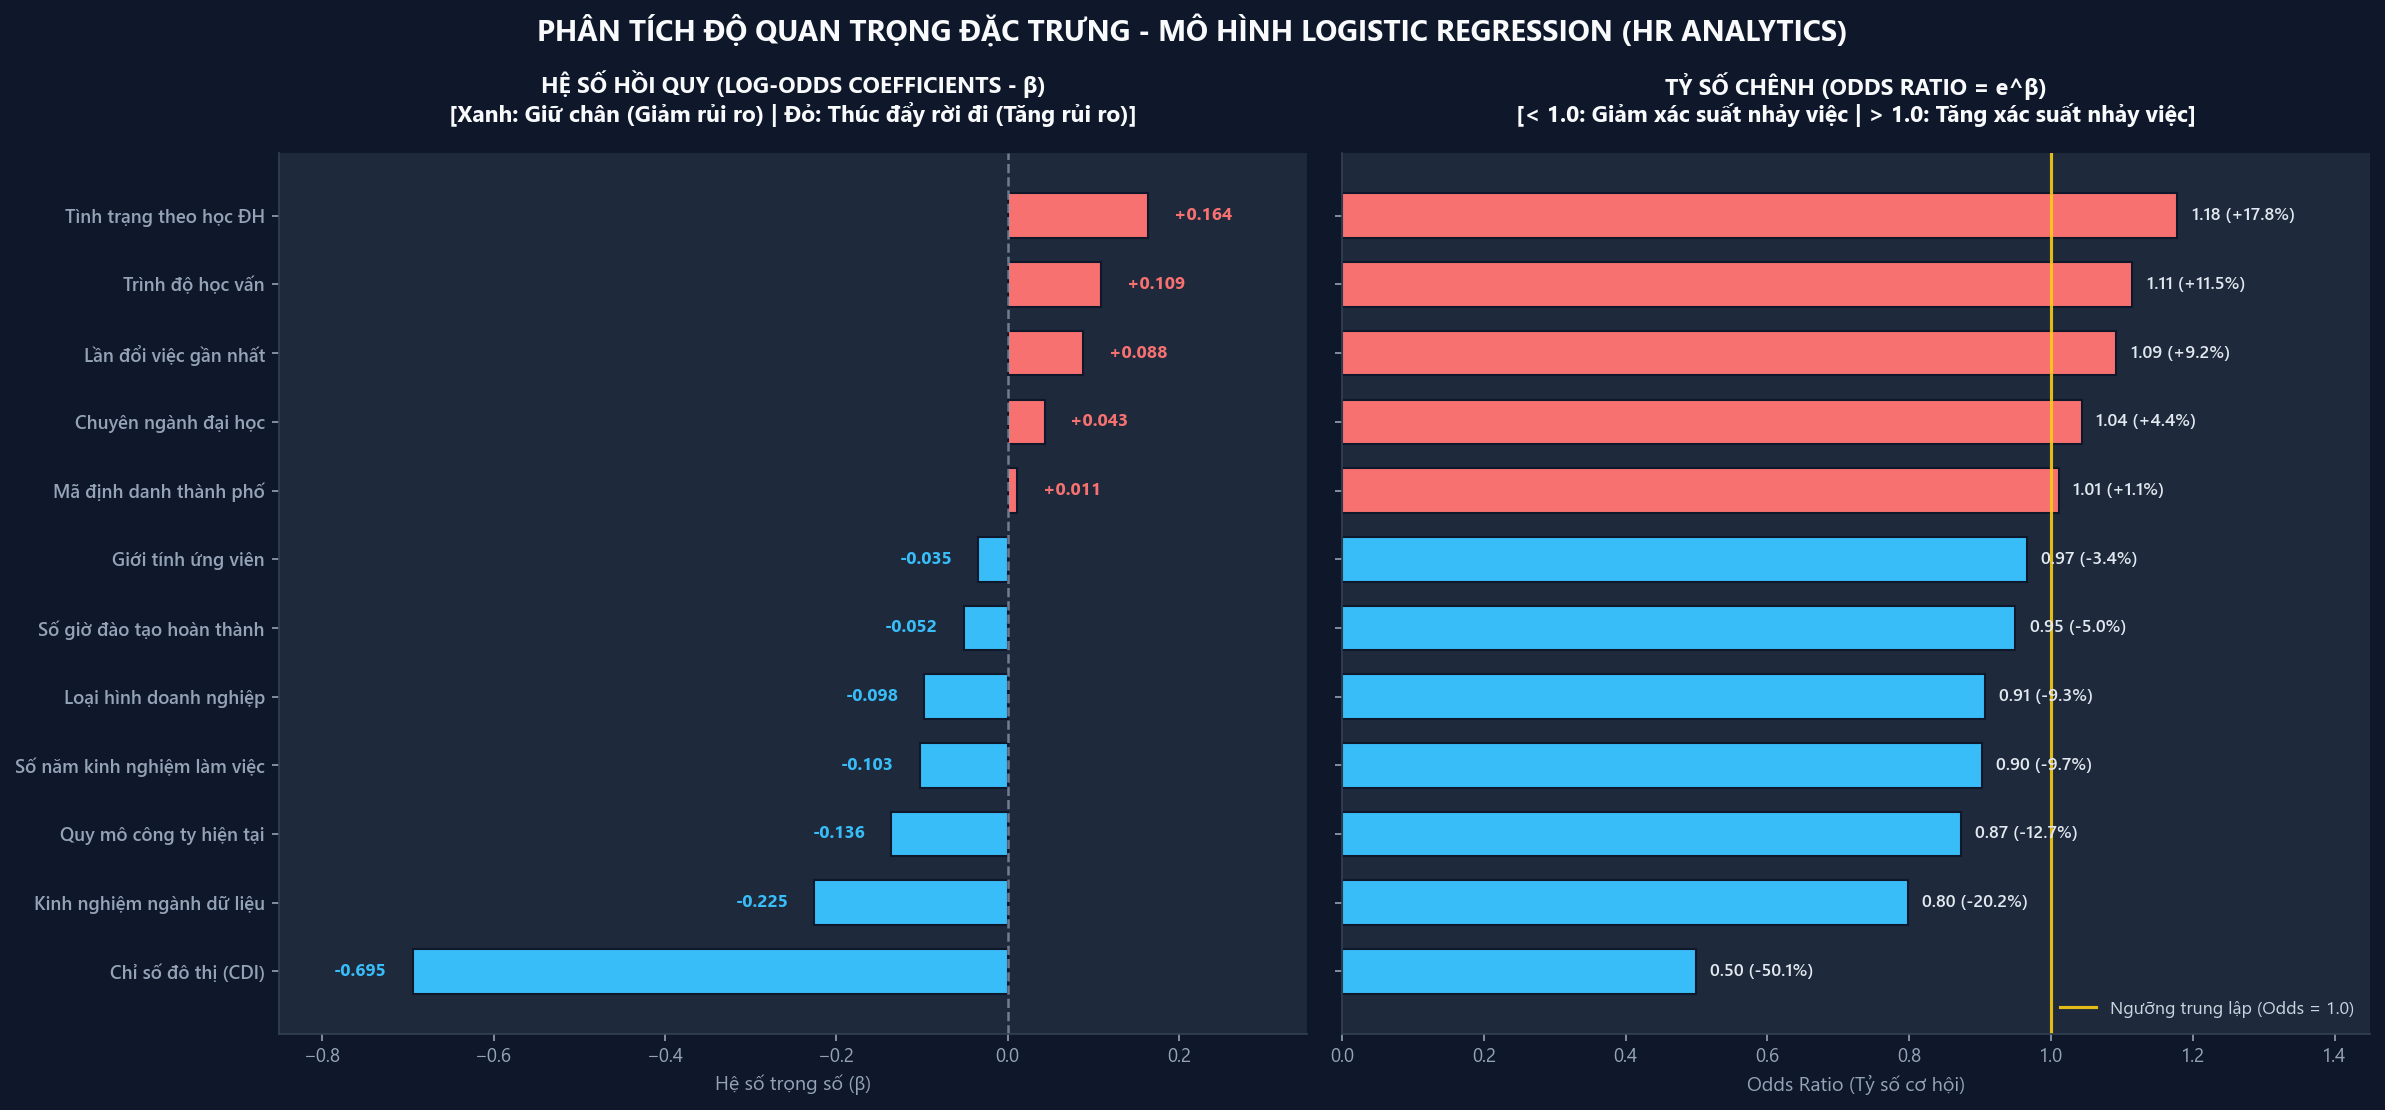 PHÂN TÍCH ĐỘ QUAN TRỌNG ĐẶC TRƯNG - MÔ HÌNH LOGISTIC REGRESSION (HR ANALYTICS)
HỆ SỐ HỒI QUY (LOG-ODDS COEFFICIENTS - β)
[Xanh: Giữ chân (Giảm rủi ro) | Đỏ: Thúc đẩy rời đi (Tăng rủi ro)]
Tình trạng theo học ĐH
+0.164
Trình độ học vấn
+0.109
Lần đổi việc gần nhất
+0.088
Chuyên ngành đại học
+0.043
Mã định danh thành phố
+0.011
Giới tính ứng viên
-0.035
Số giờ đào tạo hoàn thành
-0.052
Loại hình doanh nghiệp
-0.098
Số năm kinh nghiệm làm việc
-0.103
Quy mô công ty hiện tại
-0.136
Kinh nghiệm ngành dữ liệu
-0.225
Chỉ số đô thị (CDI)
-0.695
−0.8 −0.6 −0.4 −0.2 0.0 0.2
Hệ số trọng số (β)
TỶ SỐ CHÊNH (ODDS RATIO = e^β)
[< 1.0: Giảm xác suất nhảy việc | > 1.0: Tăng xác suất nhảy việc]
1.18 (+17.8%)
1.11 (+11.5%)
1.09 (+9.2%)
1.04 (+4.4%)
1.01 (+1.1%)
0.97 (-3.4%)
0.95 (-5.0%)
0.91 (-9.3%)
0.90 (-9.7%)
0.87 (-12.7%)
0.80 (-20.2%)
0.50 (-50.1%)
Ngưỡng trung lập (Odds = 1.0)
0.0 0.2 0.4 0.6 0.8 1.0 1.2 1.4
Odds Ratio (Tỷ số cơ hội)